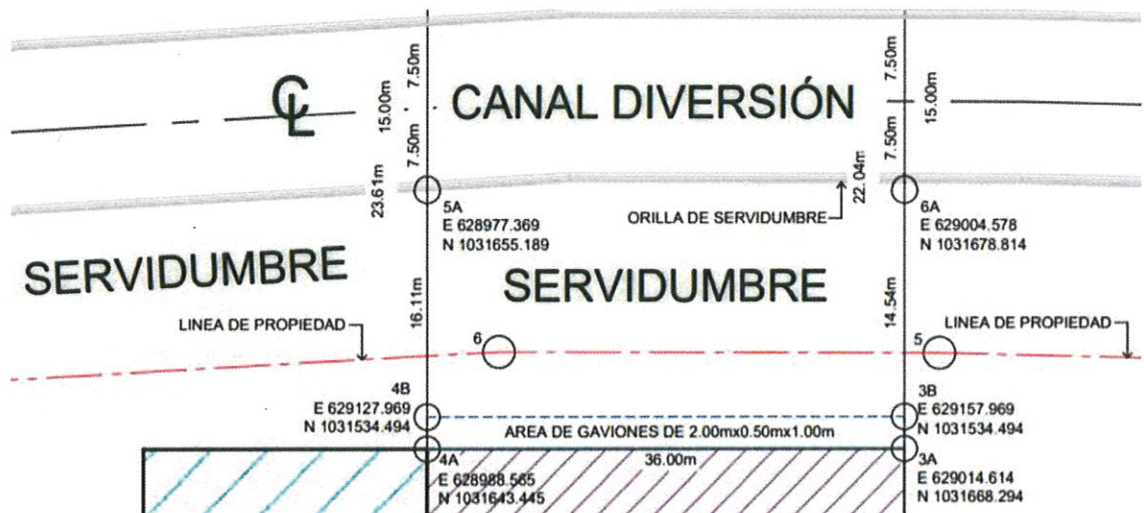 7.50m
7.50m
CL
15.00m
CANAL DIVERSIÓN
15.00m
7.50m
7.50m
23.61m
22.04m
5A
E 628977.369
N 1031655.189
ORILLA DE SERVIDUMBRE
6A
E 629004.578
N 1031678.814
SERVIDUMBRE
SERVIDUMBRE
16.11m
14.54m
LINEA DE PROPIEDAD
LINEA DE PROPIEDAD
6
5
4B
E 629127.969
N 1031534.494
3B
E 629157.969
N 1031534.494
AREA DE GAVIONES DE 2.00mx0.50mx1.00m
36.00m
4A
E 628988.565
N 1031643.445
3A
E 629014.614
N 1031668.294